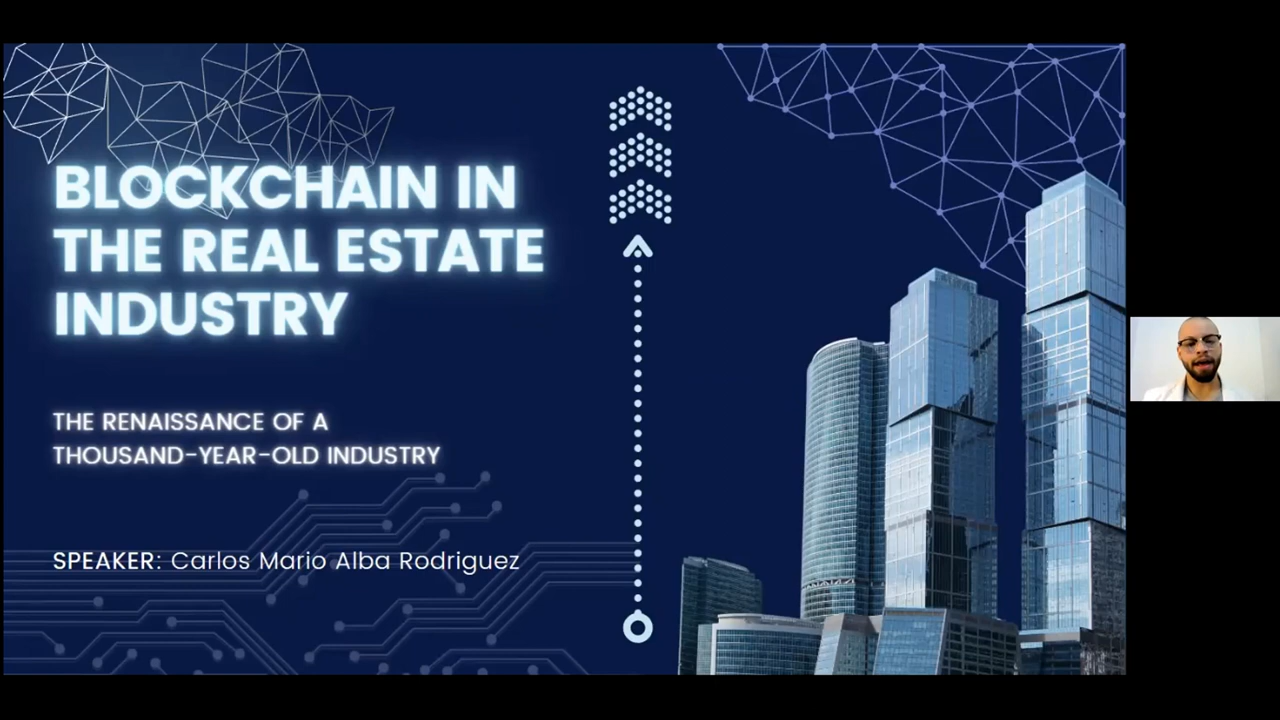 BLOCKCHAIN IN
THE REAL ESTATE
INDUSTRY
THE RENAISSANCE OF A
THOUSAND-YEAR-OLD INDUSTRY
SPEAKER: Carlos Mario Alba Rodriguez